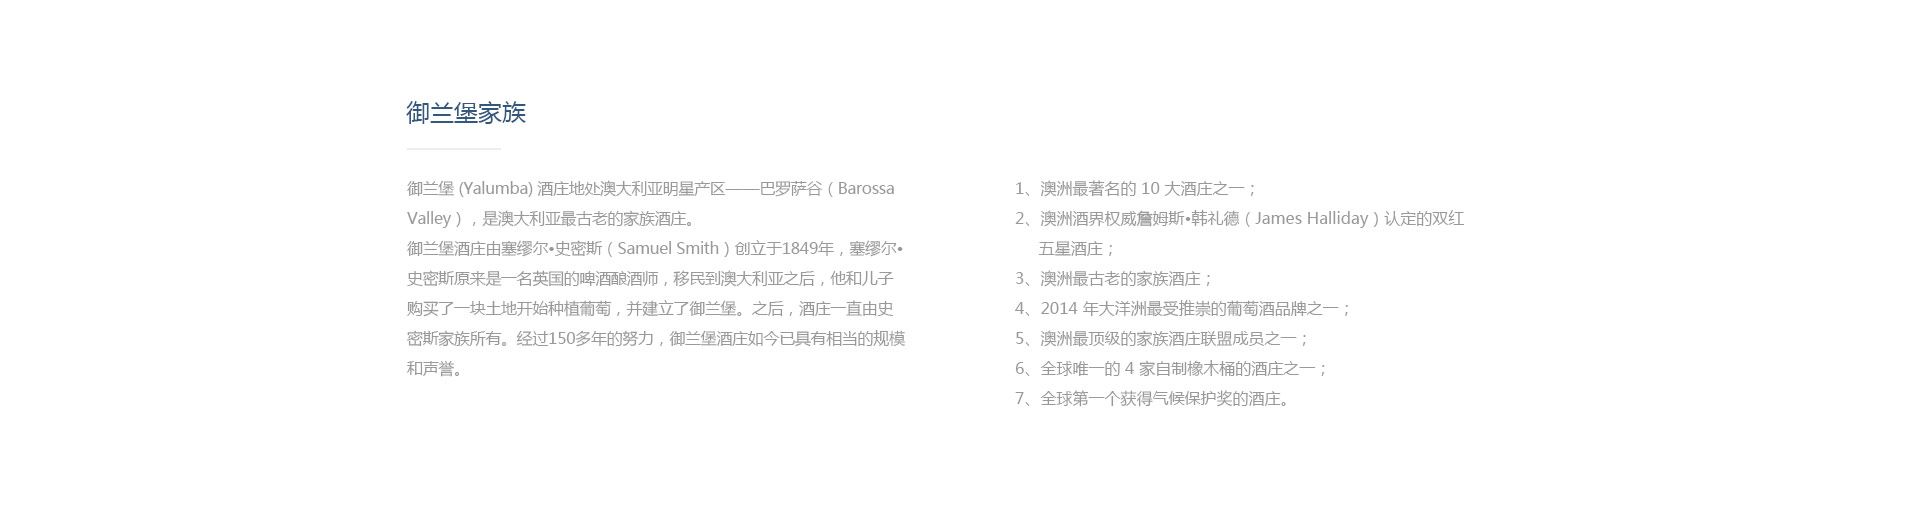 御兰堡家族
御兰堡 (Yalumba) 酒庄地处澳大利亚明星产区——巴罗萨谷（Barossa
Valley），是澳大利亚最古老的家族酒庄。
御兰堡酒庄由塞缪尔•史密斯（Samuel Smith）创立于1849年，塞缪尔•
史密斯原来是一名英国的啤酒酿酒师，移民到澳大利亚之后，他和儿子
购买了一块土地开始种植葡萄，并建立了御兰堡。之后，酒庄一直由史
密斯家族所有。经过150多年的努力，御兰堡酒庄如今已具有相当的规模
和声誉。
1、澳洲最著名的 10 大酒庄之一；
2、澳洲酒界权威詹姆斯•韩礼德（James Halliday）认定的双红
五星酒庄；
3、澳洲最古老的家族酒庄；
4、2014 年大洋洲最受推崇的葡萄酒品牌之一；
5、澳洲最顶级的家族酒庄联盟成员之一；
6、全球唯一的 4 家自制橡木桶的酒庄之一；
7、全球第一个获得气候保护奖的酒庄。